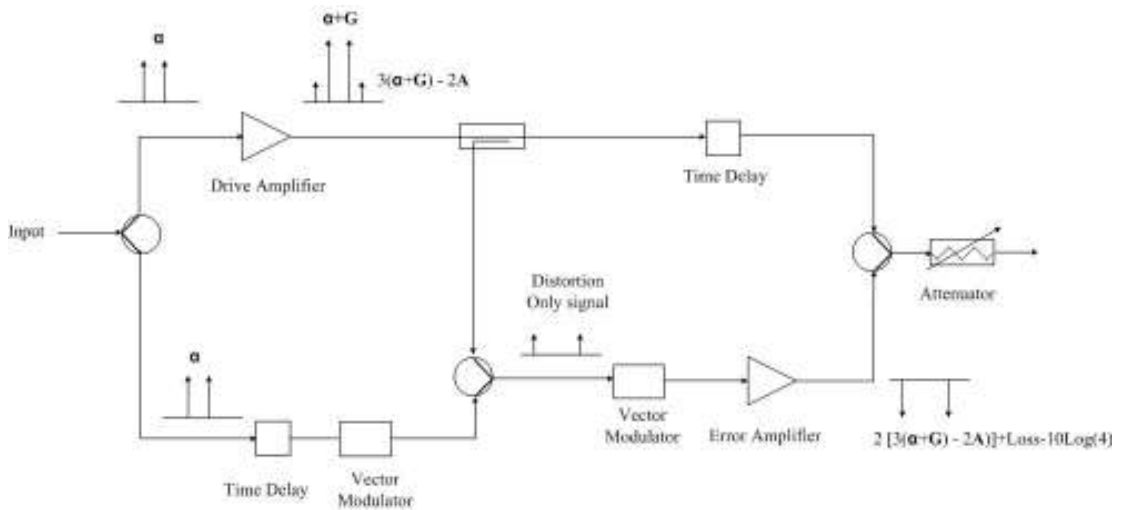 α
α+G
3(α+G) - 2A
Drive Amplifier
Time Delay
Input
Distortion
Only signal
Attenuator
α
Vector
Modulator
Error Amplifier
2 [3(α+G) - 2A)]+Loss-10Log(4)
Time Delay
Vector
Modulator